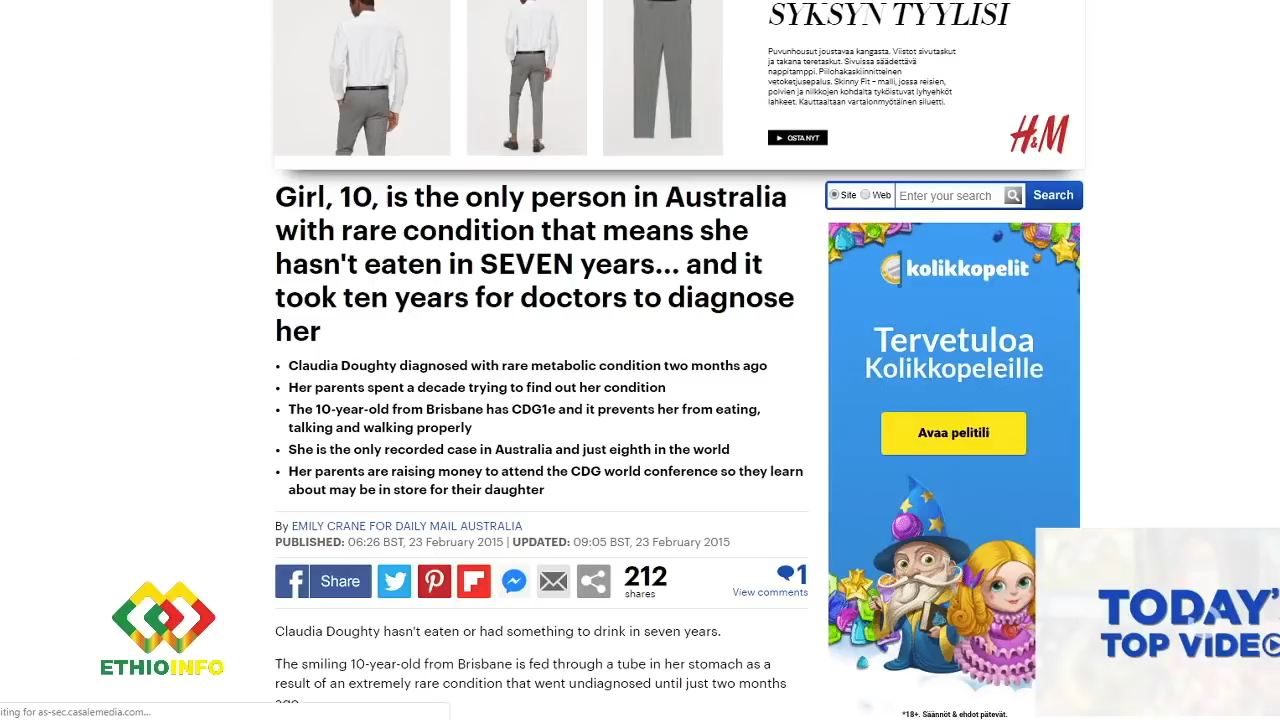 SYKSYN TYYLISI
Puvunhousut joustavaa kangasta. Viistot sivutaskut
ja takana teretaskut. Sivuissa säädettävä
nappitamppi. Piilohakaskiinnitteinen
vetoketjusepalus. Skinny Fit – malli, jossa reisien,
polvien ja nilkkojen kohdalta tyköistuvat lyhyehköt
lahkeet. Kauttaaltaan vartalonmyötäinen siluetti.
► OSTA NYT
H&M
Girl, 10, is the only person in Australia
with rare condition that means she
hasn't eaten in SEVEN years... and it
took ten years for doctors to diagnose
her
Site Web Enter your search Search
• Claudia Doughty diagnosed with rare metabolic condition two months ago
• Her parents spent a decade trying to find out her condition
• The 10-year-old from Brisbane has CDG1e and it prevents her from eating,
talking and walking properly
• She is the only recorded case in Australia and just eighth in the world
• Her parents are raising money to attend the CDG world conference so they learn
about may be in store for their daughter
By EMILY CRANE FOR DAILY MAIL AUSTRALIA
PUBLISHED: 06:26 BST, 23 February 2015 | UPDATED: 09:05 BST, 23 February 2015
Share
212
shares
1
View comments
Claudia Doughty hasn't eaten or had something to drink in seven years.
The smiling 10-year-old from Brisbane is fed through a tube in her stomach as a
result of an extremely rare condition that went undiagnosed until just two months
ago.
kolikkopelit
Tervetuloa
Kolikkopeleille
Avaa pelitili
*18+. Säännöt & ehdot pätevät.
TODAY'
TOP VIDEO
ETHIOINFO
iting for as-sec.casalemedia.com...